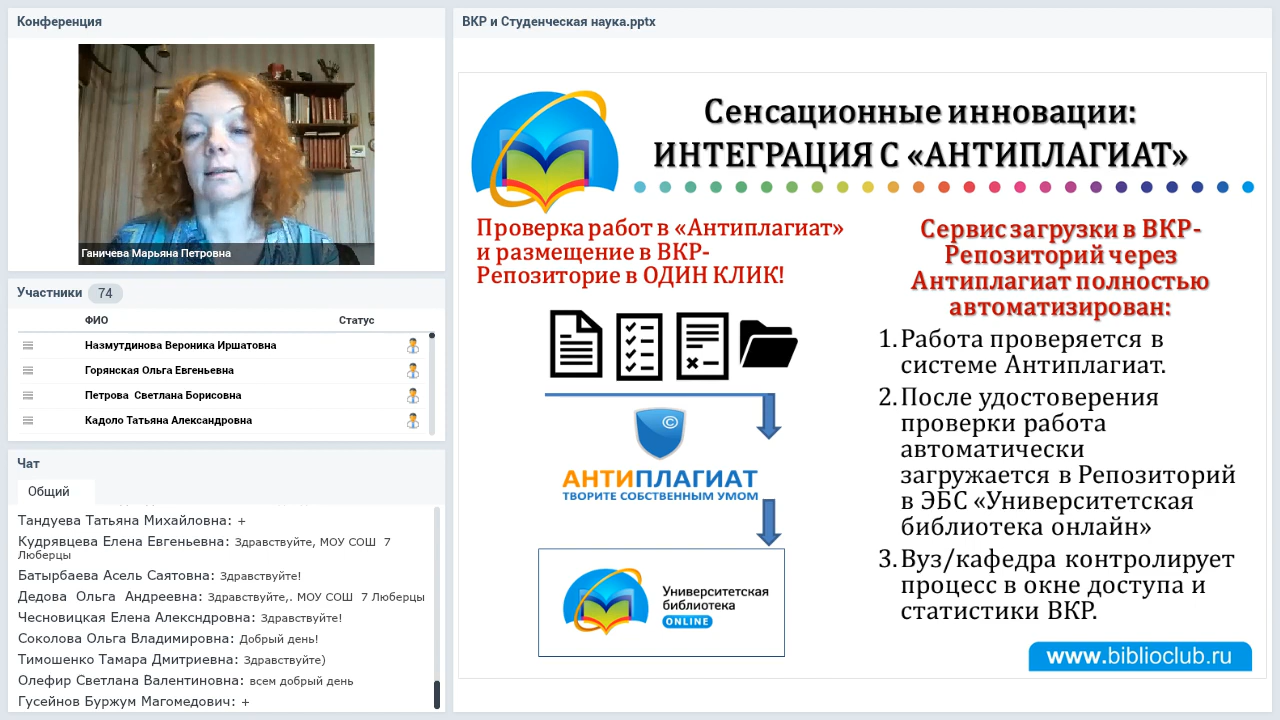 Конференция
Ганичева Марьяна Петровна
Участники 74
ФИО Статус
Назмутдинова Вероника Иршатовна
Горянская Ольга Евгеньевна
Петрова Светлана Борисовна
Кадоло Татьяна Александровна
Чат
Общий
Тандуева Татьяна Михайловна: +
Кудрявцева Елена Евгеньевна: Здравствуйте, МОУ СОШ 7
Люберцы
Батырбаева Асель Саятовна: Здравствуйте!
Дедова Ольга Андреевна: Здравствуйте,. МОУ СОШ 7 Люберцы
Чесновицкая Елена Алексндровна: Здравствуйте!
Соколова Ольга Владимировна: Добрый день!
Тимошенко Тамара Дмитриевна: Здравствуйте)
Олефир Светлана Валентиновна: всем добрый день
Гусейнов Буржум Магомедович: +
ВКР и Студенческая наука.pptx
Сенсационные инновации:
ИНТЕГРАЦИЯ С «АНТИПЛАГИАТ»
Проверка работ в «Антиплагиат»
и размещение в ВКР-
Репозиторие в ОДИН КЛИК!
©
АНТИПЛАГИАТ
ТВОРИТЕ СОБСТВЕННЫМ УМОМ
Университетская
библиотека
ONLINE
Сервис загрузки в ВКР-
Репозиторий через
Антиплагиат полностью
автоматизирован:
1. Работа проверяется в
системе Антиплагиат.
2. После удостоверения
проверки работа
автоматически
загружается в Репозиторий
в ЭБС «Университетская
библиотека онлайн»
3. Вуз/кафедра контролирует
процесс в окне доступа и
статистики ВКР.
www.biblioclub.ru